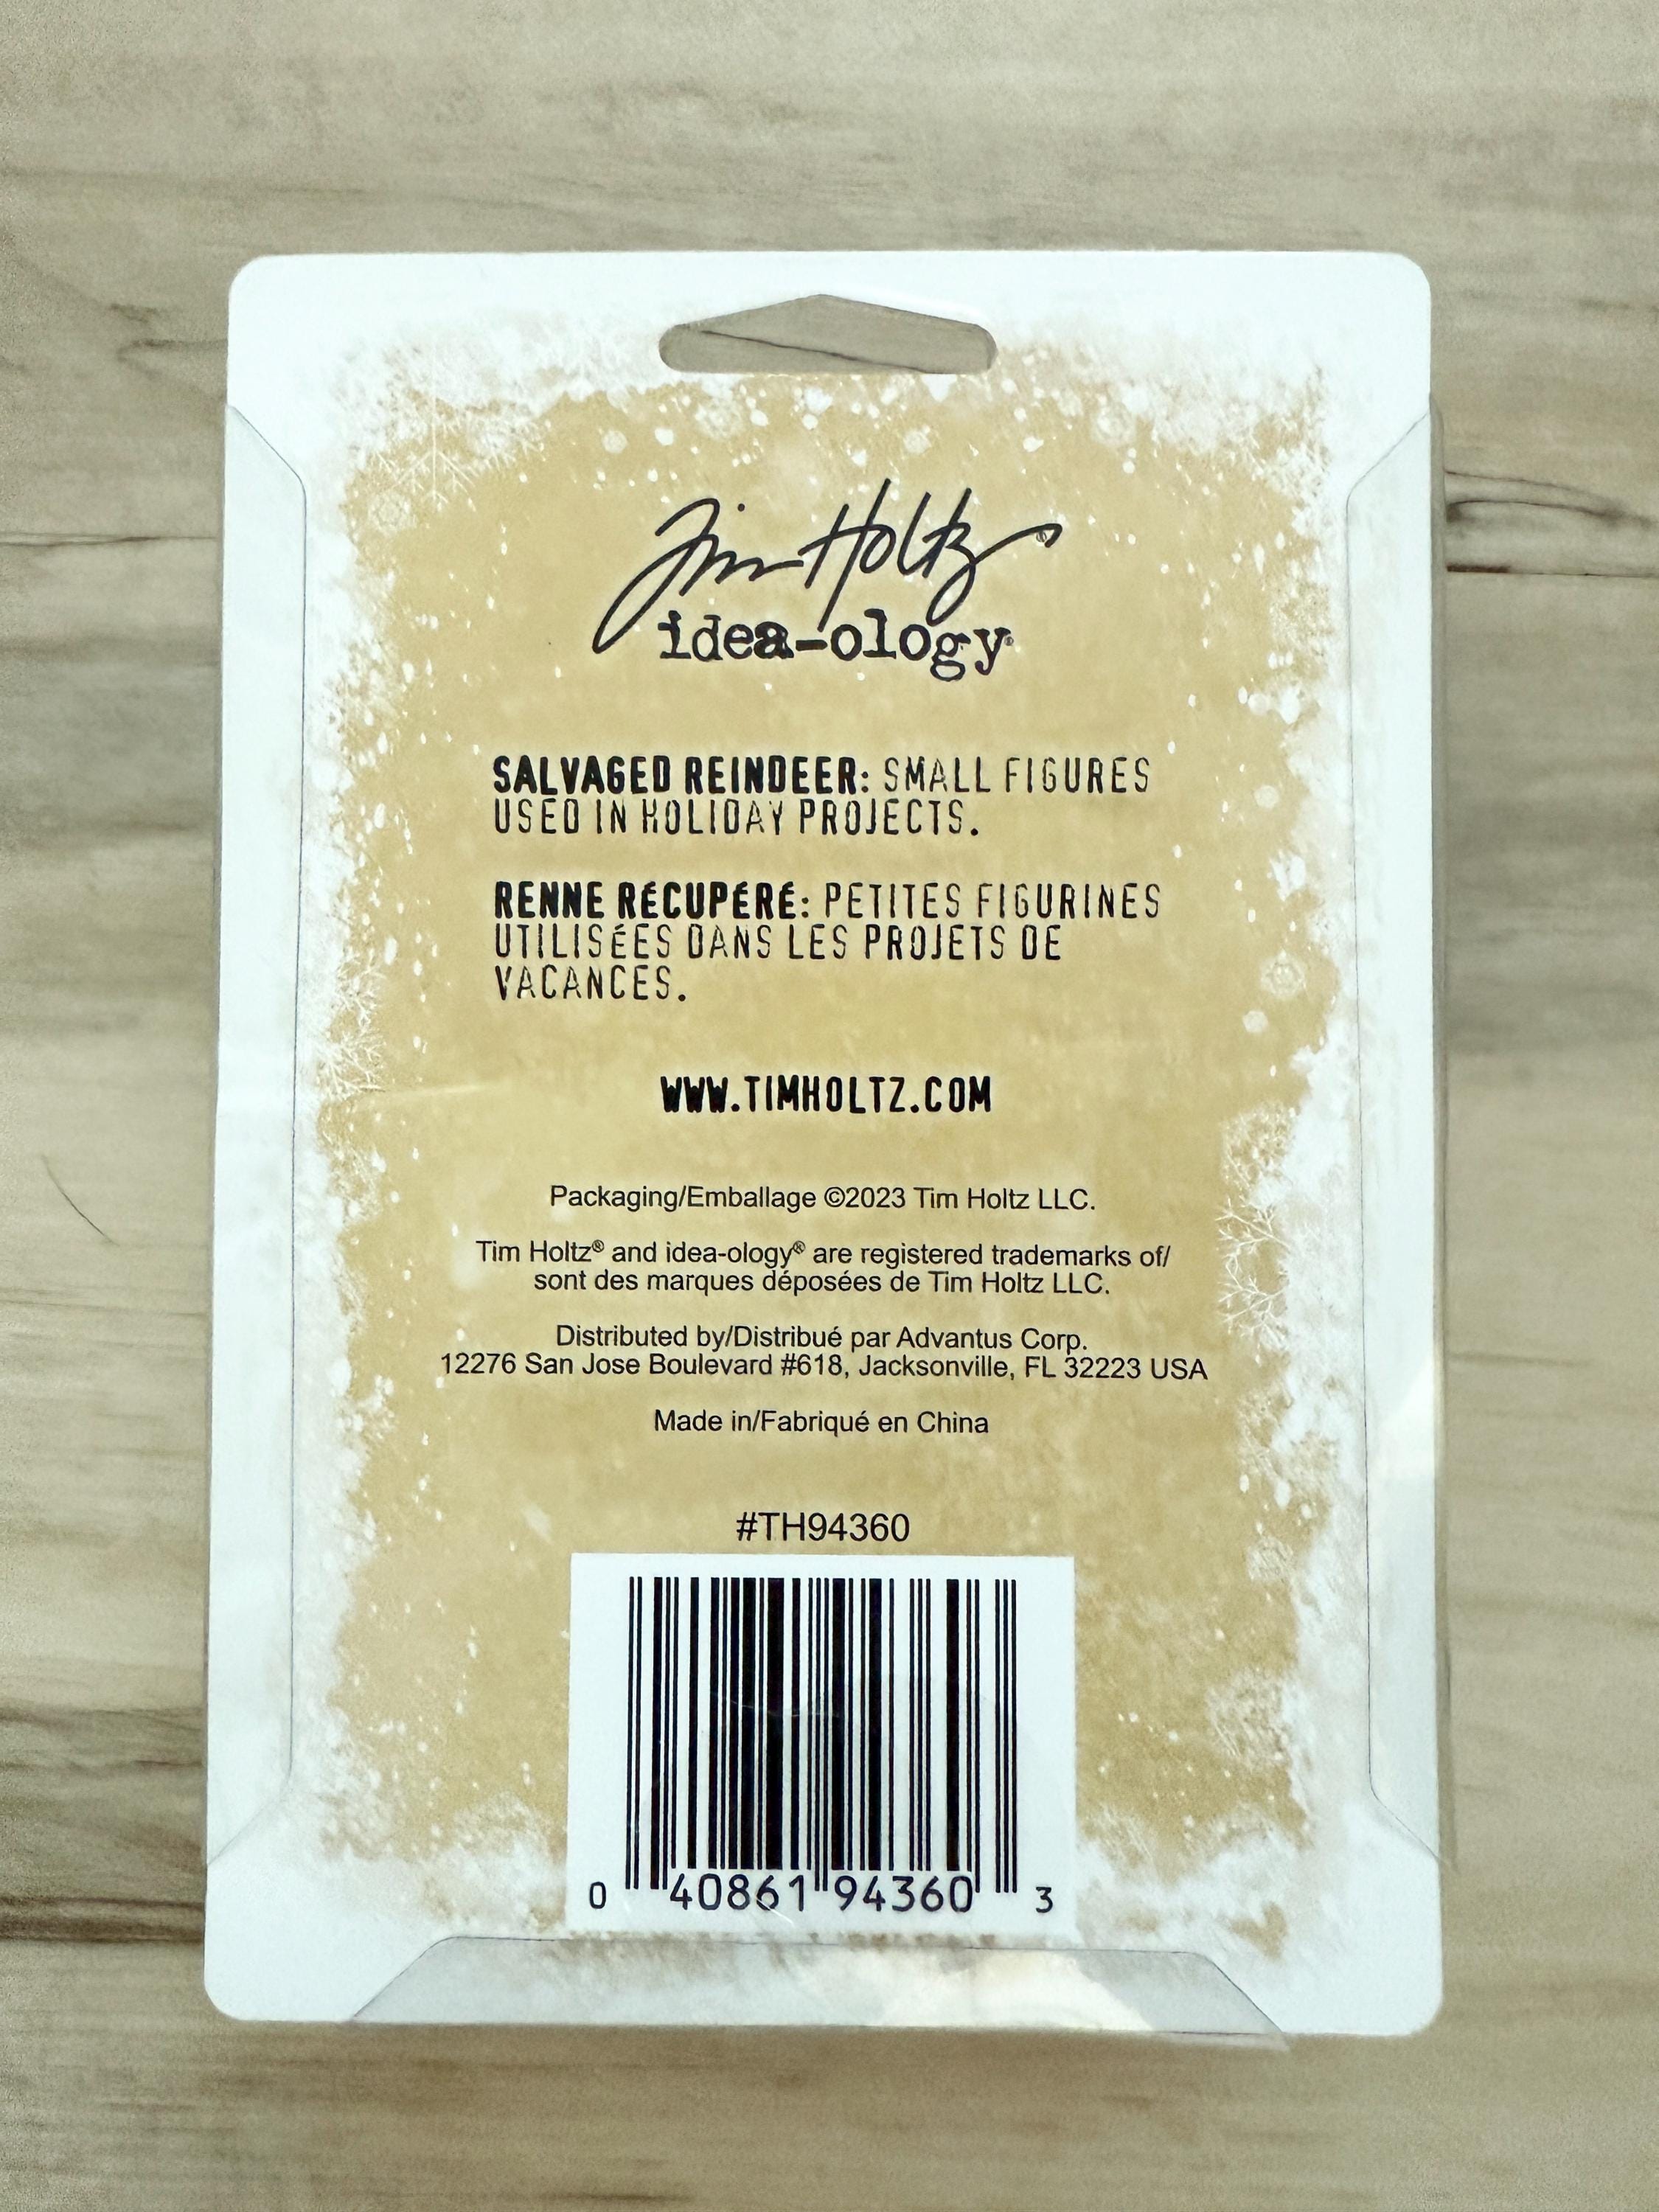 Tim Holtz®
idea-ology®
SALVAGED REINDEER: SMALL FIGURES
USED IN HOLIDAY PROJECTS.
RENNE RÉCUPÉRÉ: PETITES FIGURINES
UTILISÉES DANS LES PROJETS DE
VACANCES.
WWW.TIMHOLTZ.COM
Packaging/Emballage ©2023 Tim Holtz LLC.
Tim Holtz® and idea-ology® are registered trademarks of/
sont des marques déposées de Tim Holtz LLC.
Distributed by/Distribué par Advantus Corp.
12276 San Jose Boulevard #618, Jacksonville, FL 32223 USA
Made in/Fabriqué en China
#TH94360
0 40861 94360 3